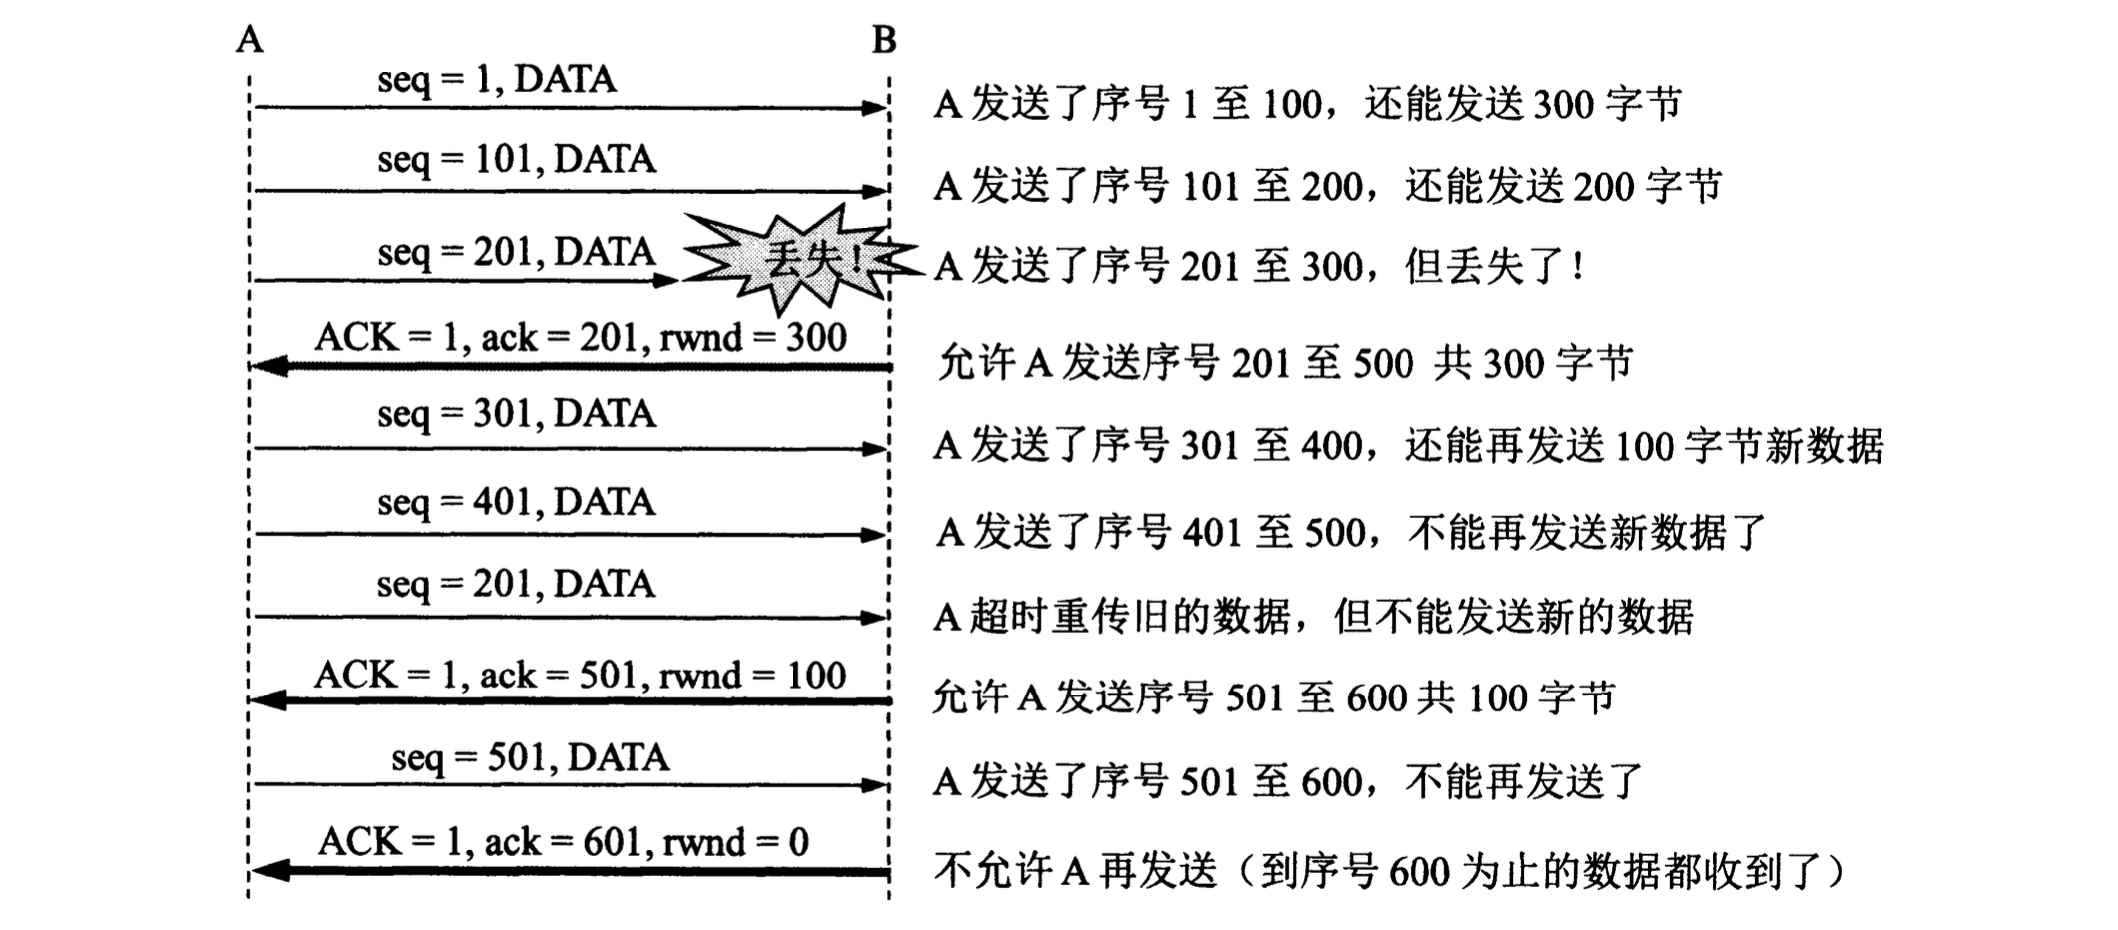 A B
seq = 1, DATA
A 发送了序号 1 至 100，还能发送 300 字节
seq = 101, DATA
A 发送了序号 101 至 200，还能发送 200 字节
seq = 201, DATA 丢失！
A 发送了序号 201 至 300，但丢失了！
ACK = 1, ack = 201, rwnd = 300
允许 A 发送序号 201 至 500 共 300 字节
seq = 301, DATA
A 发送了序号 301 至 400，还能再发送 100 字节新数据
seq = 401, DATA
A 发送了序号 401 至 500，不能再发送新数据了
seq = 201, DATA
A 超时重传旧的数据，但不能发送新的数据
ACK = 1, ack = 501, rwnd = 100
允许 A 发送序号 501 至 600 共 100 字节
seq = 501, DATA
A 发送了序号 501 至 600，不能再发送了
ACK = 1, ack = 601, rwnd = 0
不允许 A 再发送（到序号 600 为止的数据都收到了）